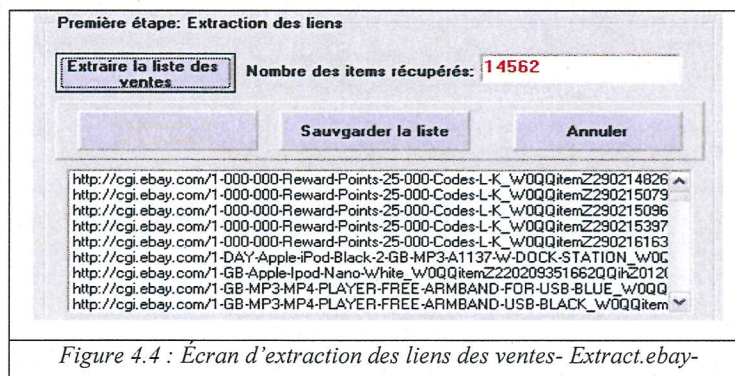 Première étape: Extraction des liens
Extraire la liste des
ventes
Nombre des items récupérés: 14562
Sauvgarder la liste
Annuler
http://cgi.ebay.com/1-000-000-Reward-Points-25-000-Codes-L-K_W0QQitemZ290214826
http://cgi.ebay.com/1-000-000-Reward-Points-25-000-Codes-L-K_W0QQitemZ290215079
http://cgi.ebay.com/1-000-000-Reward-Points-25-000-Codes-L-K_W0QQitemZ290215096
http://cgi.ebay.com/1-000-000-Reward-Points-25-000-Codes-L-K_W0QQitemZ290215397
http://cgi.ebay.com/1-000-000-Reward-Points-25-000-Codes-L-K_W0QQitemZ290216163
http://cgi.ebay.com/1-DAY-Apple-iPod-Black-2-GB-MP3-A1137-W-DOCK-STATION_W0Q
http://cgi.ebay.com/1-GB-Apple-Ipod-Nano-White_W0QQitemZ220209351662QQihZ012
http://cgi.ebay.com/1-GB-MP3-MP4-PLAYER-FREE-ARMBAND-FOR-USB-BLUE_W0QQ
http://cgi.ebay.com/1-GB-MP3-MP4-PLAYER-FREE-ARMBAND-USB-BLACK_W0QQitem
Figure 4.4 : Écran d'extraction des liens des ventes- Extract.ebay-